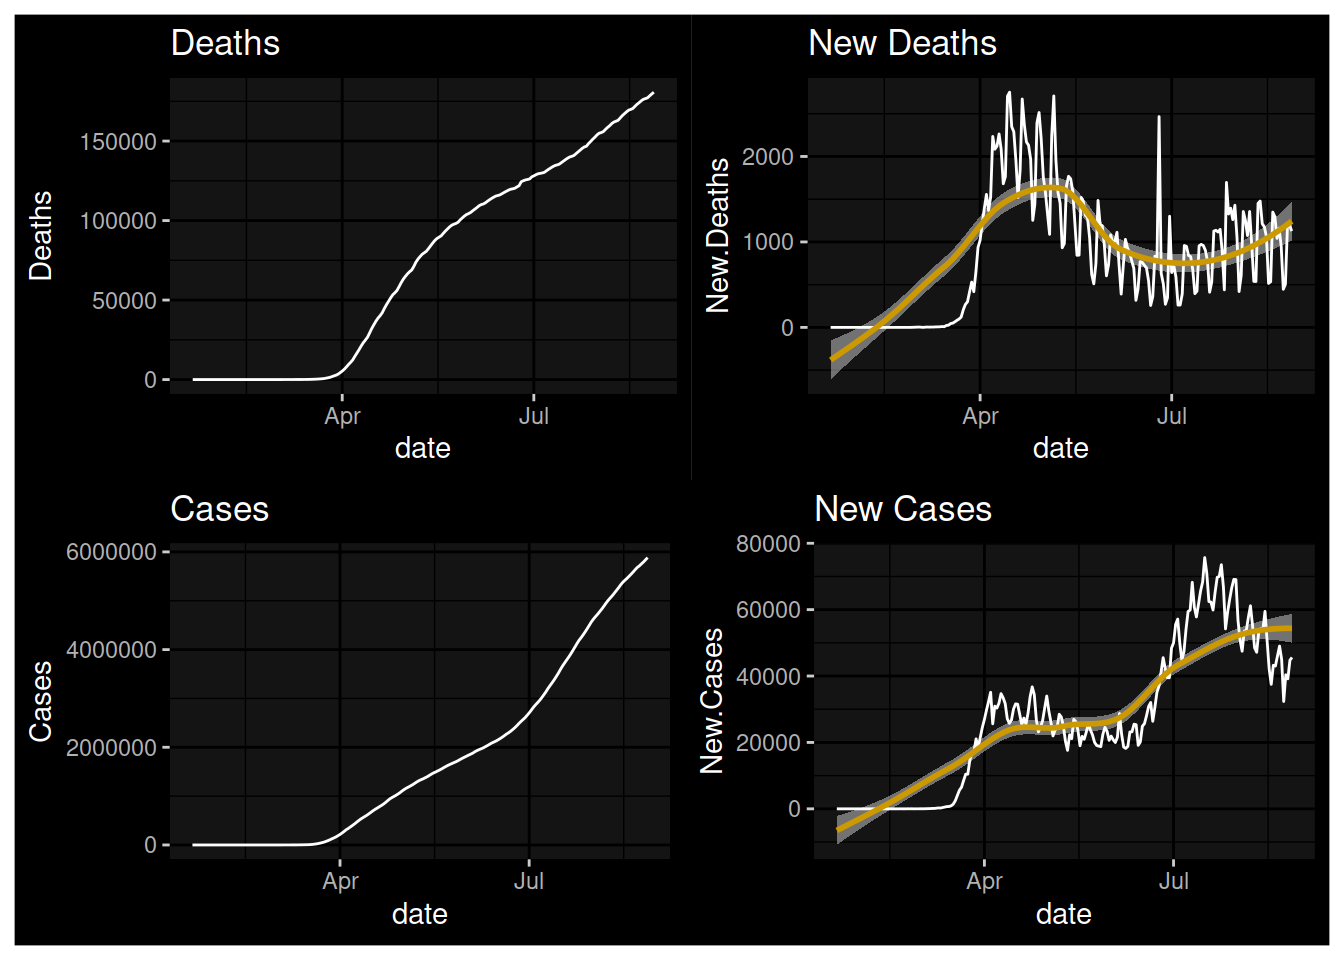 Deaths
Deaths
150000
100000
50000
0
Apr
Jul
date
New Deaths
New.Deaths
2000
1000
0
Apr
Jul
date
Cases
Cases
6000000
4000000
2000000
0
Apr
Jul
date
New Cases
New.Cases
80000
60000
40000
20000
0
Apr
Jul
date